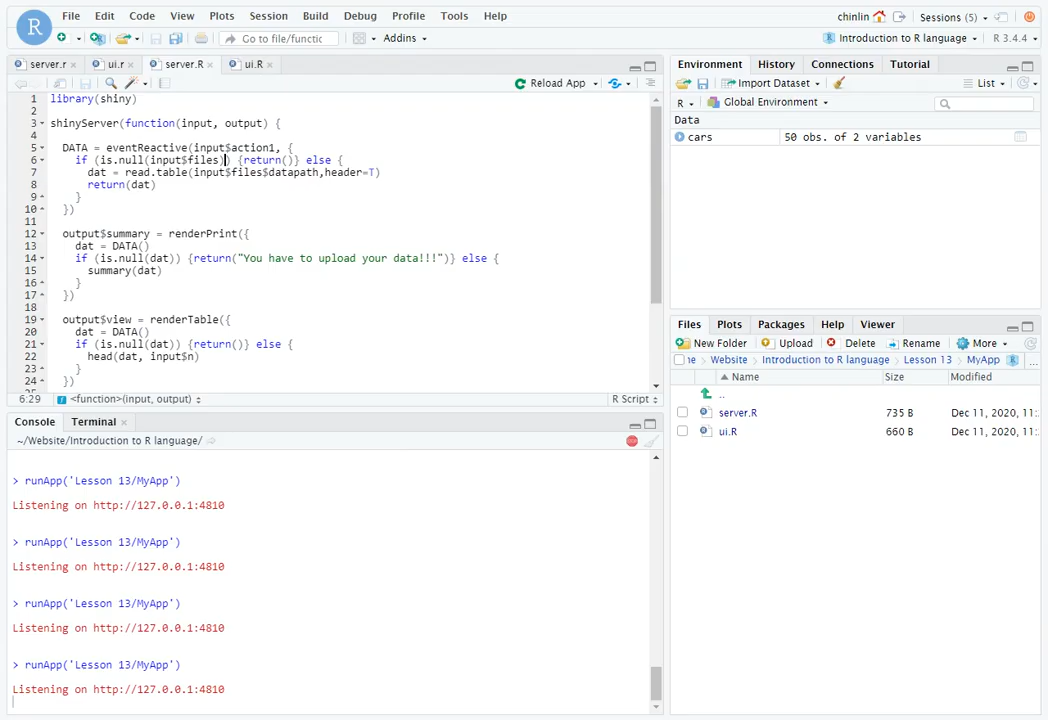 R File Edit Code View Plots Session Build Debug Profile Tools Help chinlin Sessions (5)
Go to file/functic Addins Introduction to R language R 3.4.4
server.r ui.r server.R ui.R
Reload App
1 library(shiny)
2
3 shinyServer(function(input, output) {
4
5 DATA = eventReactive(input$action1, {
6 if (is.null(input$files)) {return()} else {
7 dat = read.table(input$files$datapath,header=T)
8 return(dat)
9 }
10 })
11
12 output$summary = renderPrint({
13 dat = DATA()
14 if (is.null(dat)) {return("You have to upload your data!!!")} else {
15 summary(dat)
16 }
17 })
18
19 output$view = renderTable({
20 dat = DATA()
21 if (is.null(dat)) {return()} else {
22 head(dat, input$n)
23 }
24 })
6:29 <function>(input, output) R Script
Console Terminal
~/Website/Introduction to R language/
> runApp('Lesson 13/MyApp')
Listening on http://127.0.0.1:4810
> runApp('Lesson 13/MyApp')
Listening on http://127.0.0.1:4810
> runApp('Lesson 13/MyApp')
Listening on http://127.0.0.1:4810
> runApp('Lesson 13/MyApp')
Listening on http://127.0.0.1:4810
Environment History Connections Tutorial
Import Dataset List
R Global Environment
Data
cars 50 obs. of 2 variables
Files Plots Packages Help Viewer
New Folder Upload Delete Rename More
me > Website > Introduction to R language > Lesson 13 > MyApp ...
Name Size Modified
..
server.R 735 B Dec 11, 2020, 11:
ui.R 660 B Dec 11, 2020, 11: